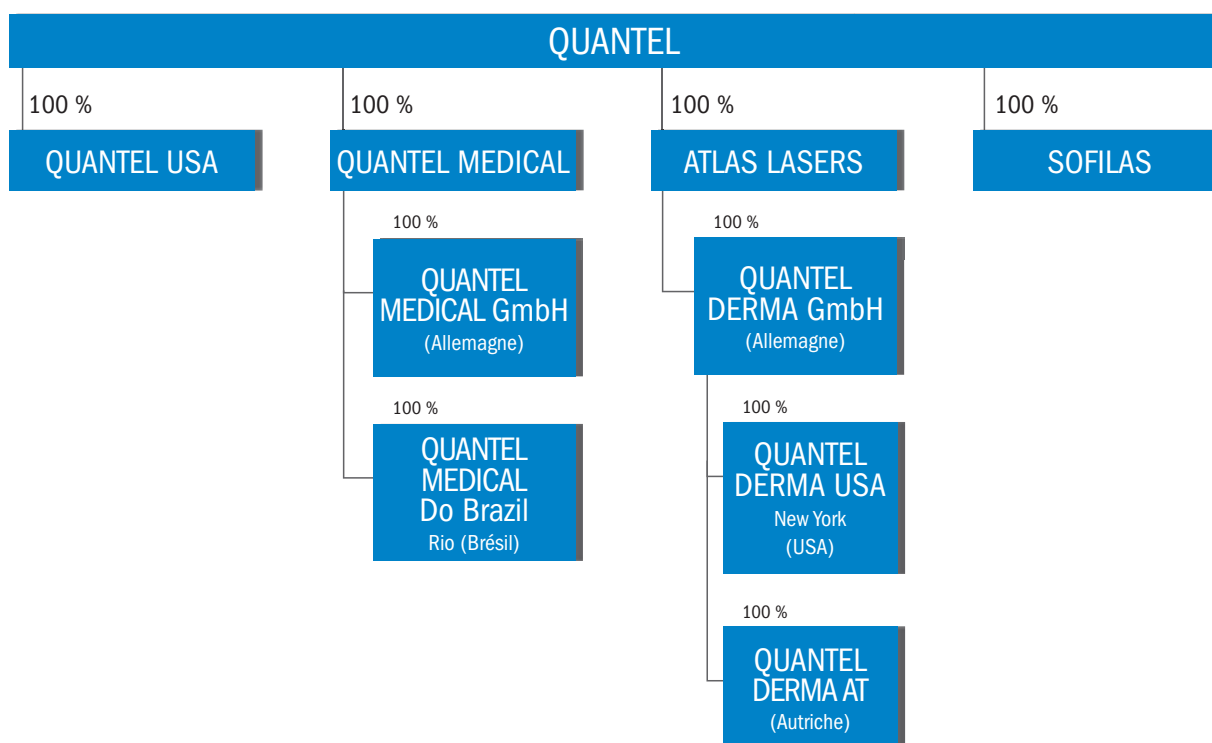 QUANTEL
100 %
100 %
100 %
100 %
QUANTEL USA
QUANTEL MEDICAL
ATLAS LASERS
SOFILAS
100 %
QUANTEL
MEDICAL GmbH
(Allemagne)
100 %
QUANTEL
MEDICAL
Do Brazil
Rio (Brésil)
100 %
QUANTEL
DERMA GmbH
(Allemagne)
100 %
QUANTEL
DERMA USA
New York
(USA)
100 %
QUANTEL
DERMA AT
(Autriche)